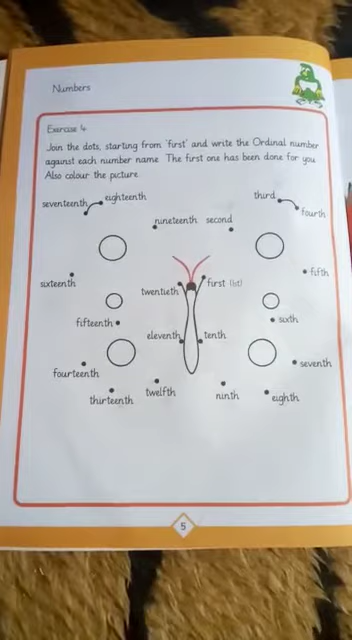 Numbers
Exercise 4
Join the dots, starting from 'first' and write the Ordinal number
against each number name. The first one has been done for you.
Also colour the picture.
seventeenth eighteenth third fourth
nineteenth second
sixteenth fifth
twentieth first (1st)
fifteenth sixth
eleventh tenth
fourteenth seventh
thirteenth twelfth ninth eighth
5